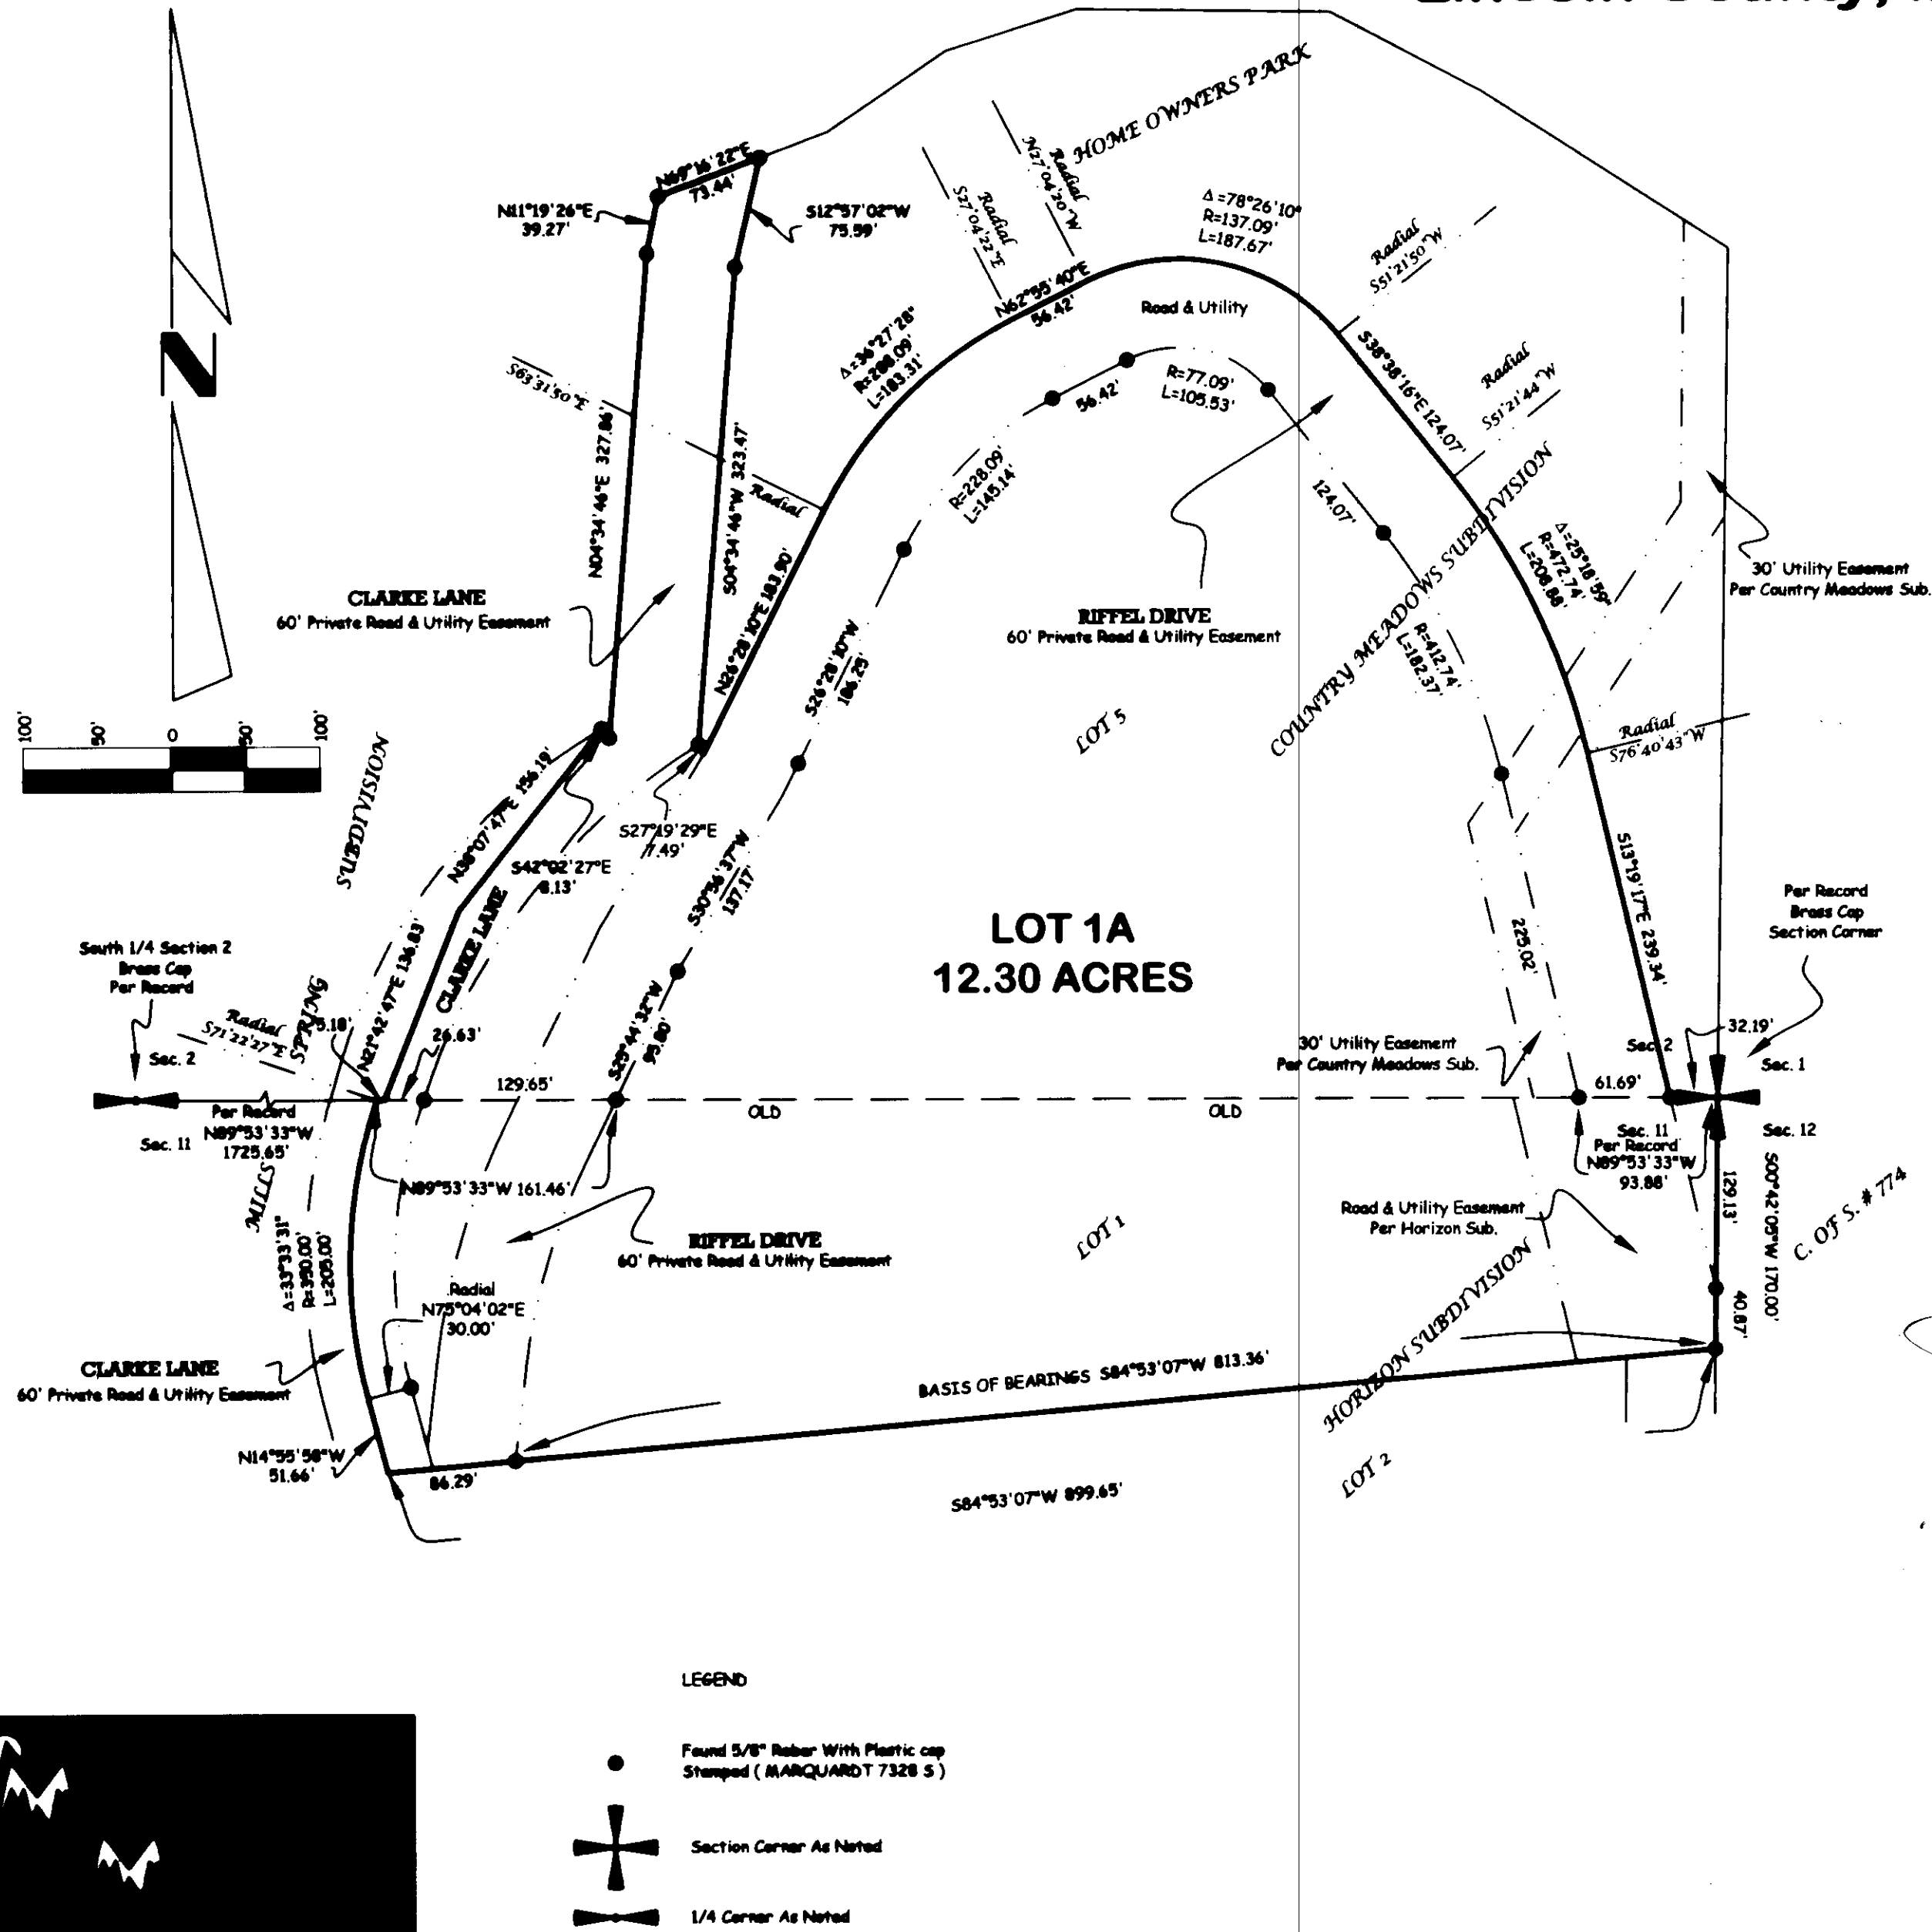 HOME OWNERS PARK
N69°16'22"E
73.44'
N11°19'26"E
39.27'
S12°57'02"W
75.59'
Radial
S27°04'22"E
Radial
N27°04'20"W
Δ=78°26'10"
R=137.09'
L=187.67'
Radial
S51°21'50"W
N62°55'40"E
56.42'
Road & Utility
N
S63°31'50"E
Δ=36°27'28"
R=288.09'
L=183.31'
56.42'
R=77.09'
L=105.53'
S38°38'16"E 124.07'
Radial
S51°21'44"W
N04°34'46"E 327.86'
S04°34'46"W 323.47'
Radial
R=228.09'
L=145.14'
124.07'
COUNTRY MEADOWS SUBDIVISION
Δ=25°18'59"
R=472.74'
L=208.88'
30' Utility Easement
Per Country Meadows Sub.
CLARKE LANE
60' Private Road & Utility Easement
N26°28'10"E 183.90'
RIFFEL DRIVE
60' Private Road & Utility Easement
R=412.74'
L=182.37'
S26°28'10"W
186.25'
LOT 5
Radial
S76°40'43"W
100'
50'
0
50'
100'
SUBDIVISION
N38°07'47"E 156.19'
S27°19'29"E
7.49'
S42°02'27"E
8.13'
S30°56'37"W
137.17'
CLARKE LANE
LOT 1A
12.30 ACRES
225.02'
S13°19'17"E 239.34'
Per Record
Brass Cap
Section Corner
South 1/4 Section 2
Brass Cap
Per Record
Radial
S71°22'27"E
SPRING
5.18'
N21°42'47"E 136.83'
26.63'
S25°44'32"W
95.80'
30' Utility Easement
Per Country Meadows Sub.
Sec. 2
32.19'
Sec. 2
Sec. 1
129.65'
61.69'
OLD
OLD
Per Record
N89°53'33"W
1725.65'
Sec. 11
Sec. 11
Per Record
N89°53'33"W
93.88'
Sec. 12
MILLS
N89°53'33"W 161.46'
129.13'
S00°42'05"W 170.00'
C. OF S. # 774
Road & Utility Easement
Per Horizon Sub.
RIFFEL DRIVE
60' Private Road & Utility Easement
LOT 1
Δ=33°33'31"
R=350.00'
L=205.00'
Radial
N75°04'02"E
30.00'
HORIZON SUBDIVISION
40.87'
CLARKE LANE
60' Private Road & Utility Easement
BASIS OF BEARINGS S84°53'07"W 813.36'
N14°55'58"W
51.66'
86.29'
S84°53'07"W 899.65'
LOT 2
LEGEND
Found 5/8" Rebar With Plastic cap
Stamped ( MARQUARDT 7328 S )
Section Corner As Noted
1/4 Corner As Noted